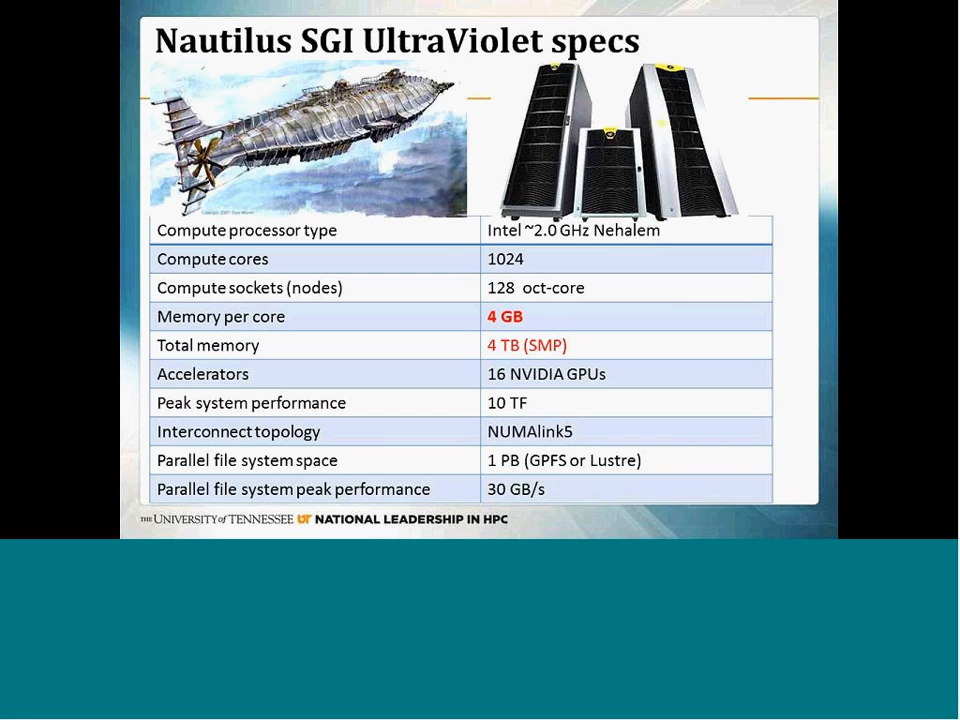 Nautilus SGI UltraViolet specs
Compute processor type Intel ~2.0 GHz Nehalem
Compute cores 1024
Compute sockets (nodes) 128 oct-core
Memory per core 4 GB
Total memory 4 TB (SMP)
Accelerators 16 NVIDIA GPUs
Peak system performance 10 TF
Interconnect topology NUMAlink5
Parallel file system space 1 PB (GPFS or Lustre)
Parallel file system peak performance 30 GB/s
THE UNIVERSITY of TENNESSEE UT NATIONAL LEADERSHIP IN HPC